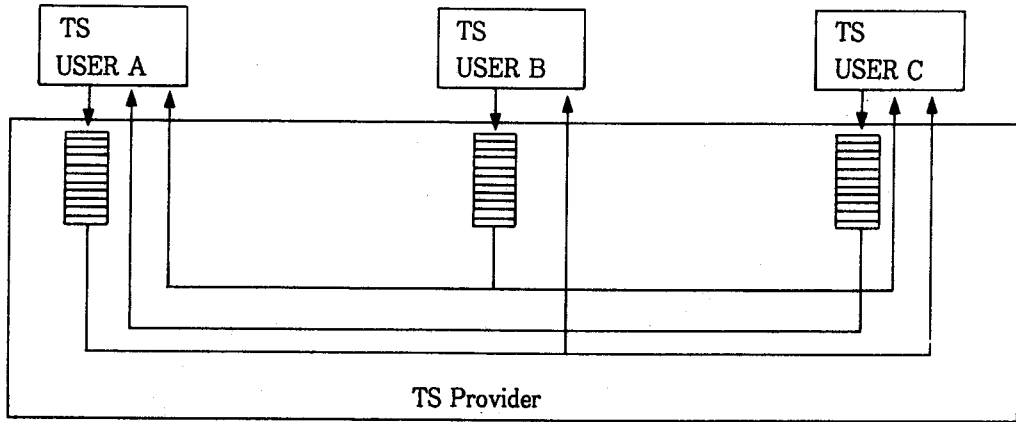 TS
USER A
TS
USER B
TS
USER C
TS Provider